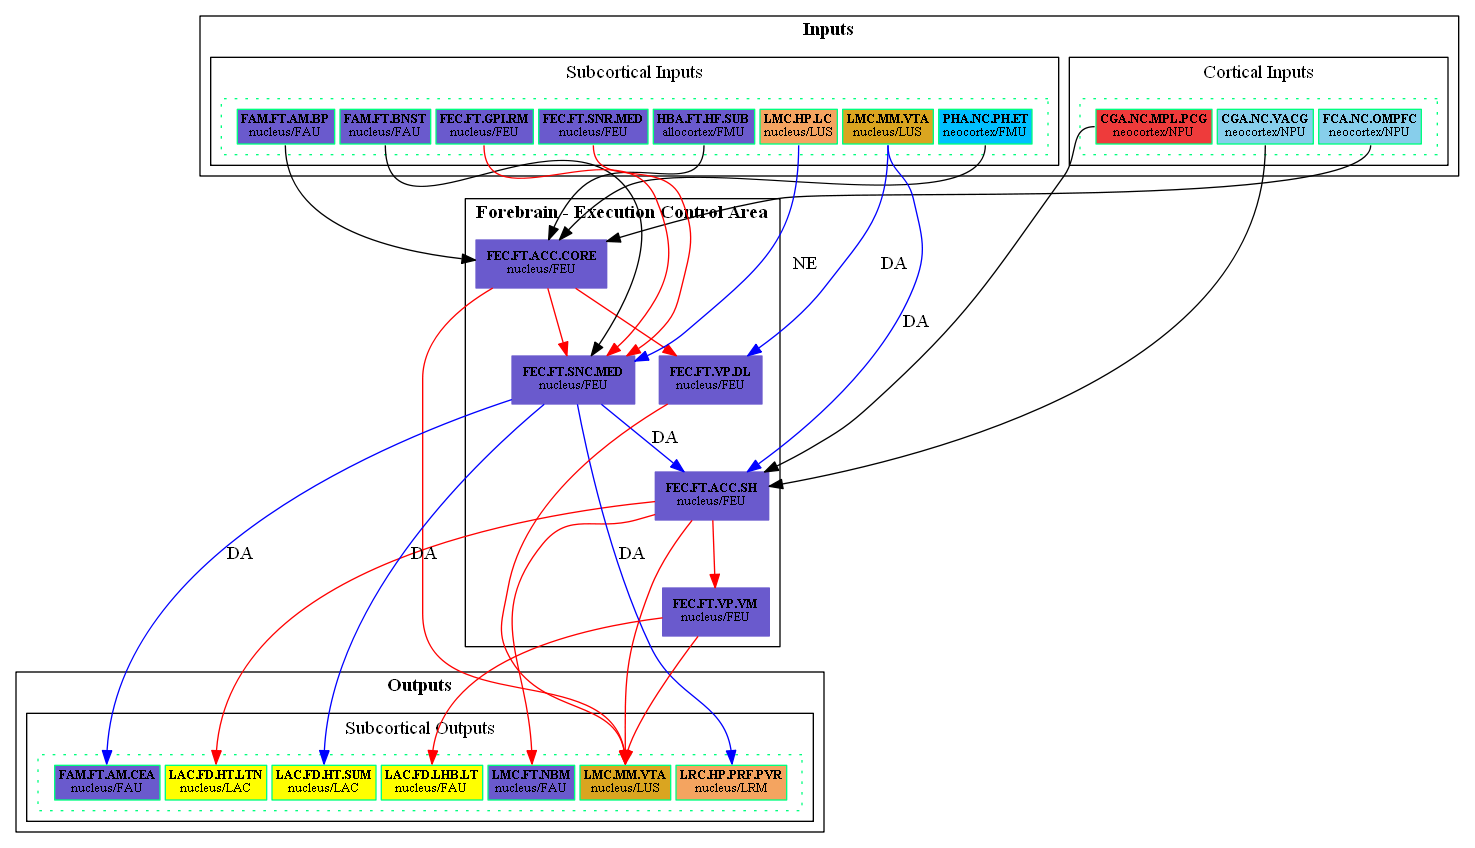 Inputs
Subcortical Inputs
Cortical Inputs
FAM.FT.AM.BP
nucleus/FAU
FAM.FT.BNST
nucleus/FAU
FEC.FT.GPI.RM
nucleus/FEU
FEC.FT.SNR.MED
nucleus/FEU
HBA.FT.HF.SUB
allocortex/FMU
LMC.HP.LC
nucleus/LUS
LMC.MM.VTA
nucleus/LUS
PHA.NC.PH.ET
neocortex/FMU
CGA.NC.MPL.PCG
neocortex/NPU
CGA.NC.VACG
neocortex/NPU
FCA.NC.OMPFC
neocortex/NPU
Forebrain - Execution Control Area
FEC.FT.ACC.CORE
nucleus/FEU
NE
DA
DA
FEC.FT.SNC.MED
nucleus/FEU
FEC.FT.VP.DL
nucleus/FEU
DA
FEC.FT.ACC.SH
nucleus/FEU
DA
DA
DA
FEC.FT.VP.VM
nucleus/FEU
Outputs
Subcortical Outputs
FAM.FT.AM.CEA
nucleus/FAU
LAC.FD.HT.LTN
nucleus/LAC
LAC.FD.HT.SUM
nucleus/LAC
LAC.FD.LHB.LT
nucleus/FAU
LMC.FT.NBM
nucleus/FAU
LMC.MM.VTA
nucleus/LUS
LRC.HP.PRF.PVR
nucleus/LRM